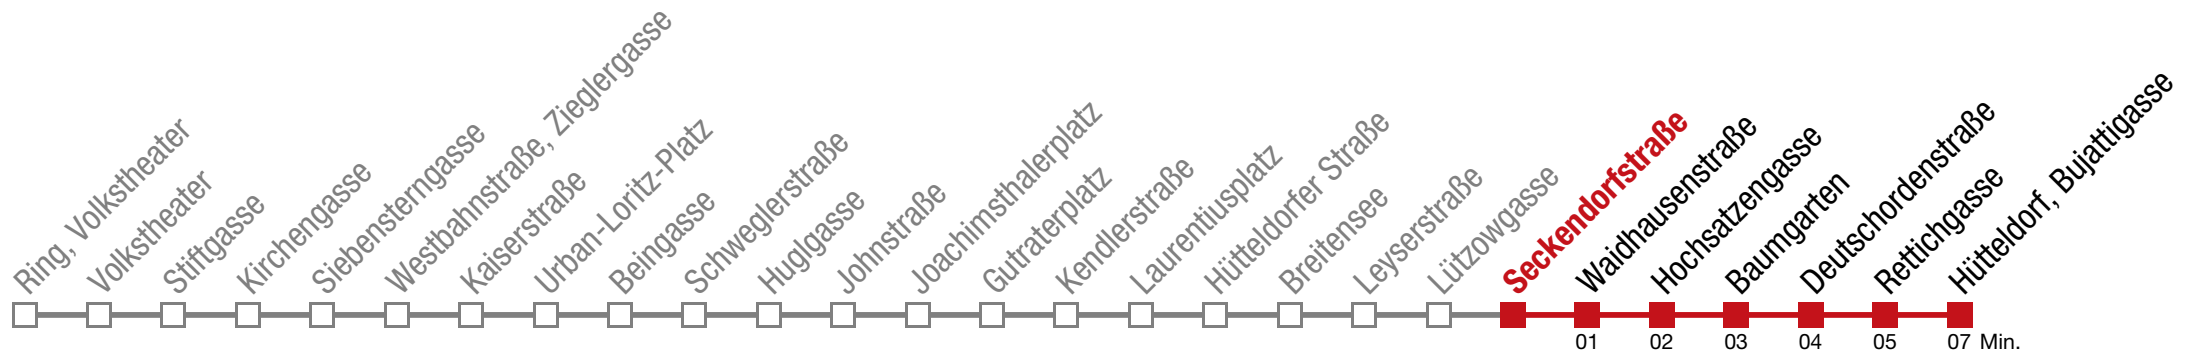 Ring, Volkstheater
Volkstheater
Stiftgasse
Kirchengasse
Siebensterngasse
Westbahnstraße, Zieglergasse
Kaiserstraße
Urban-Loritz-Platz
Beingasse
Schweglerstraße
Huglgasse
Johnstraße
Joachimsthalerplatz
Gutraterplatz
Kendlerstraße
Laurentiusplatz
Hütteldorfer Straße
Breitensee
Leyserstraße
Lützowgasse
Seckendorfstraße
Waidhausenstraße
Hochsatzengasse
Baumgarten
Deutschordenstraße
Rettichgasse
Hütteldorf, Bujattigasse
01 02 03 04 05 07 Min.